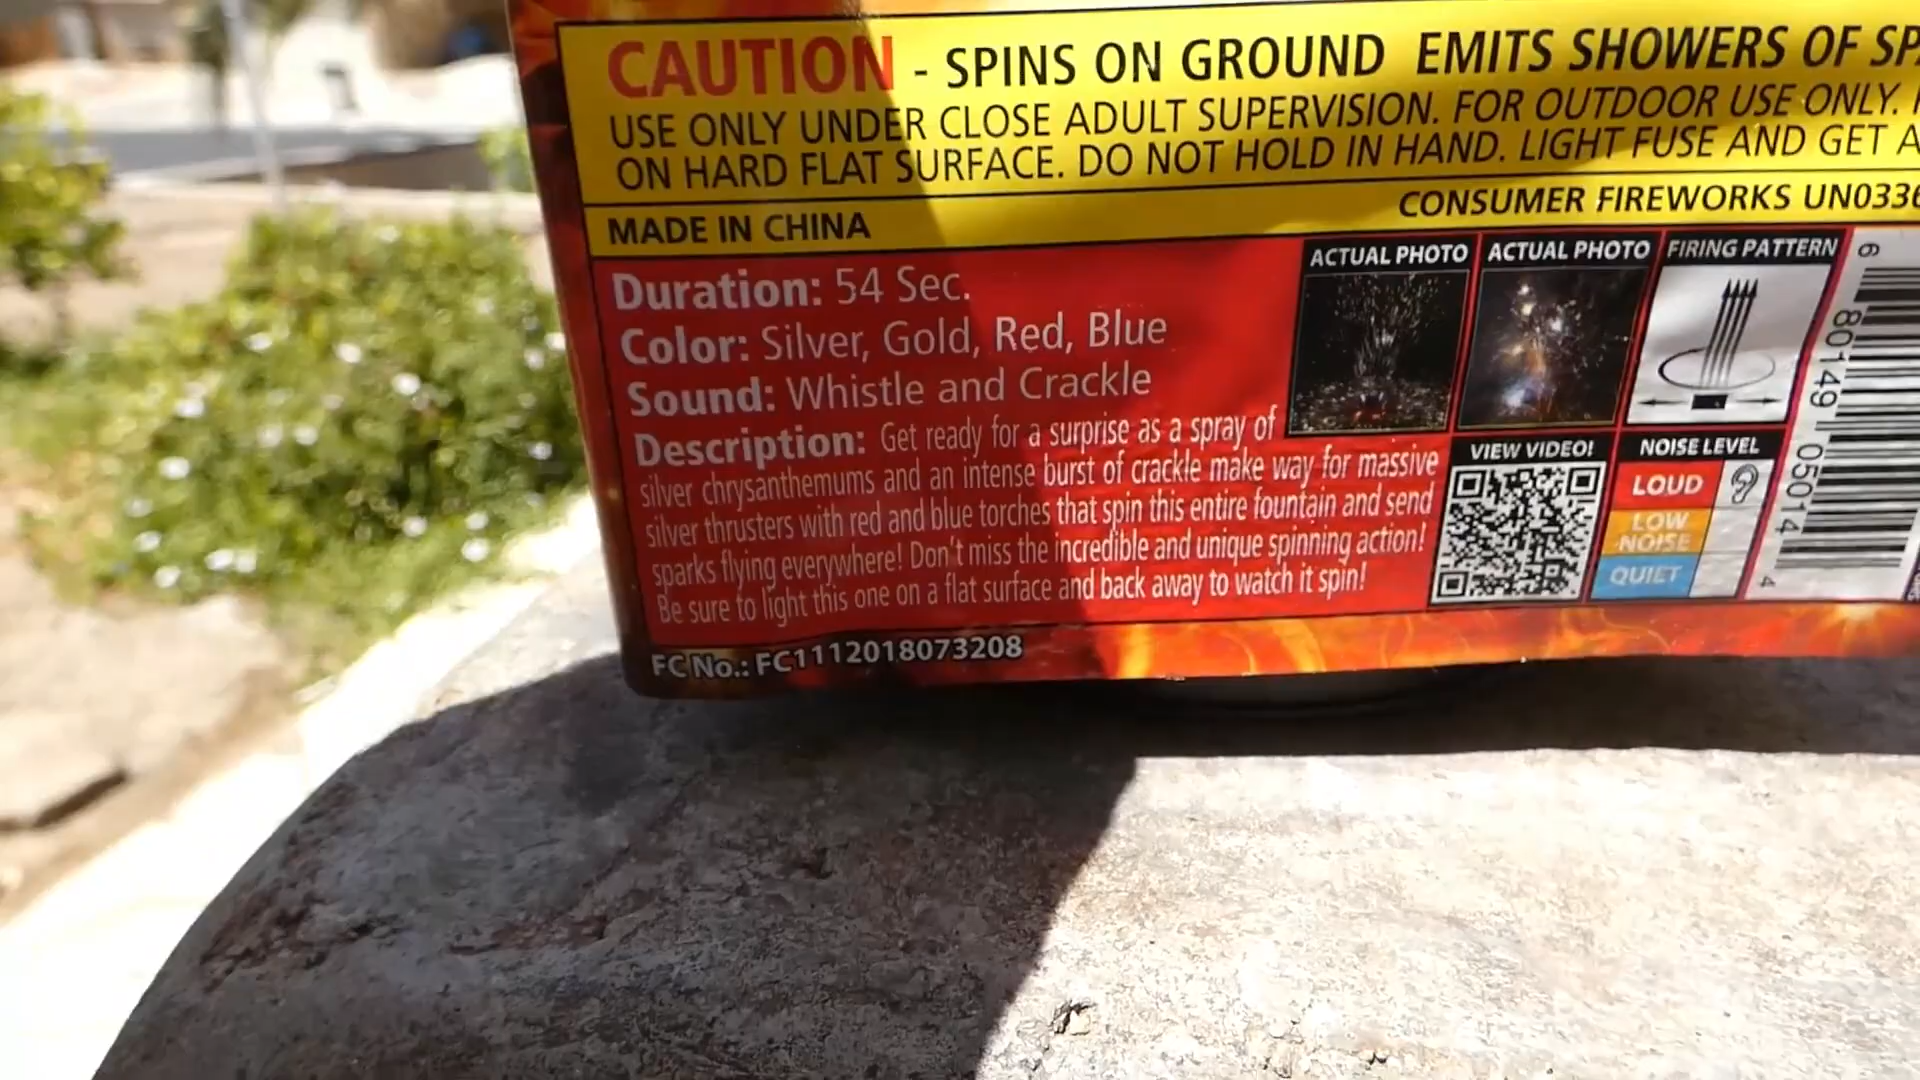 CAUTION - SPINS ON GROUND EMITS SHOWERS OF
USE ONLY UNDER CLOSE ADULT SUPERVISION. FOR OUTDOOR USE ONLY.
ON HARD FLAT SURFACE. DO NOT HOLD IN HAND. LIGHT FUSE AND GET
MADE IN CHINA
CONSUMER FIREWORKS UN0336
Duration: 54 Sec.
Color: Silver, Gold, Red, Blue
Sound: Whistle and Crackle
Description: Get ready for a surprise as a spray of
silver chrysanthemums and an intense burst of crackle make way for massive
silver thrusters with red and blue torches that spin this entire fountain and send
sparks flying everywhere! Don't miss the incredible and unique spinning action!
Be sure to light this one on a flat surface and back away to watch it spin!
FC No.: FC1112018073208
ACTUAL PHOTO
ACTUAL PHOTO
FIRING PATTERN
VIEW VIDEO!
NOISE LEVEL
LOUD
LOW
NOISE
QUIET
6 80149 05014 4